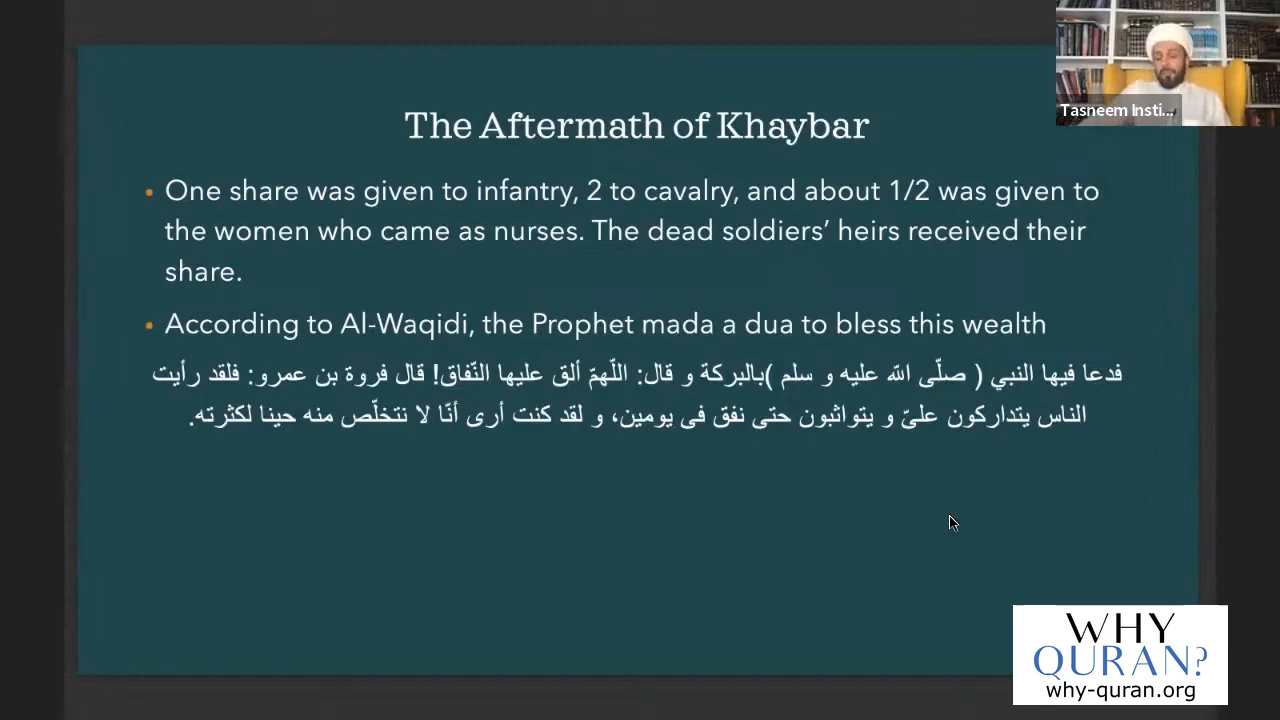 Tasneem Insti...
The Aftermath of Khaybar
• One share was given to infantry, 2 to cavalry, and about 1/2 was given to
the women who came as nurses. The dead soldiers’ heirs received their
share.
• According to Al-Waqidi, the Prophet mada a dua to bless this wealth
فدعا فيها النبي ( صلّى الله عليه و سلم )بالبركة و قال: اللّهمّ ألق عليها النّفاق! قال فروة بن عمرو: فلقد رأيت
الناس يتداركون علىّ و يتواثبون حتى نفق فى يومين، و لقد كنت أرى أنّا لا نتخلّص منه حينا لكثرته.
WHY
QURAN?
why-quran.org